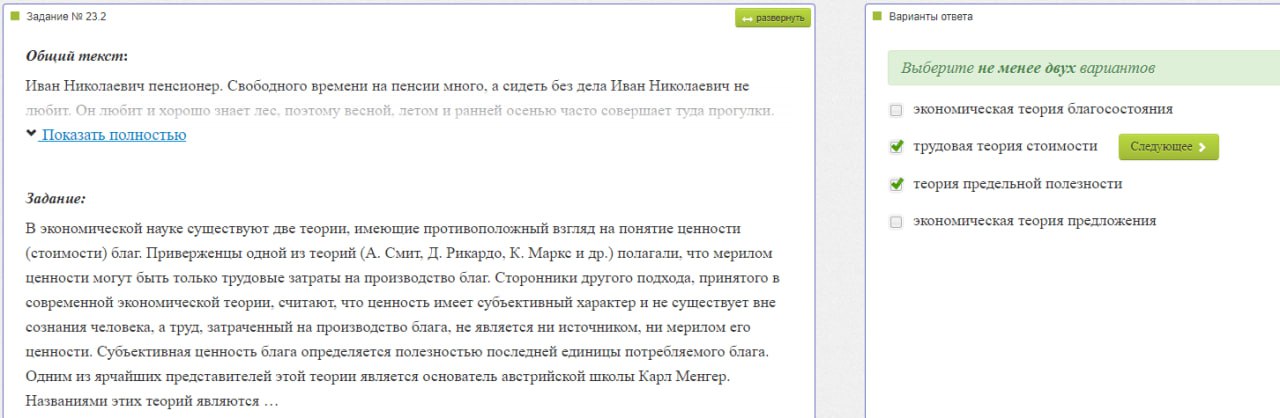 Задание № 23.2
развернуть
Общий текст:
Иван Николаевич пенсионер. Свободного времени на пенсии много, а сидеть без дела Иван Николаевич не
любит. Он любит и хорошо знает лес, поэтому весной, летом и ранней осенью часто совершает туда прогулки.
Показать полностью
Задание:
В экономической науке существуют две теории, имеющие противоположный взгляд на понятие ценности
(стоимости) благ. Приверженцы одной из теорий (А. Смит, Д. Рикардо, К. Маркс и др.) полагали, что мерилом
ценности могут быть только трудовые затраты на производство благ. Сторонники другого подхода, принятого в
современной экономической теории, считают, что ценность имеет субъективный характер и не существует вне
сознания человека, а труд, затраченный на производство блага, не является ни источником, ни мерилом его
ценности. Субъективная ценность блага определяется полезностью последней единицы потребляемого блага.
Одним из ярчайших представителей этой теории является основатель австрийской школы Карл Менгер.
Названиями этих теорий являются …
Варианты ответа
Выберите не менее двух вариантов
экономическая теория благосостояния
трудовая теория стоимости
Следующее
теория предельной полезности
экономическая теория предложения